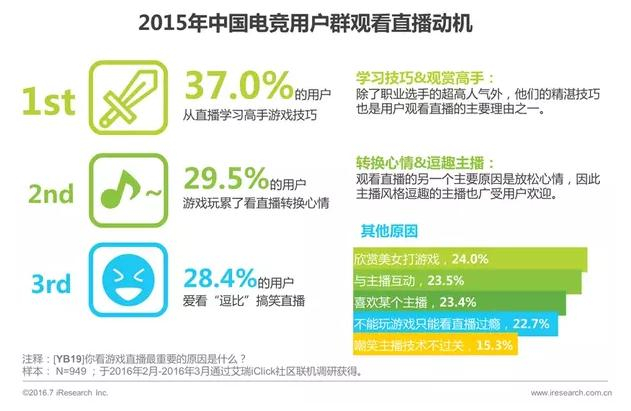 2015年中国电竞用户群观看直播动机
1st
37.0%的用户
从直播学习高手游戏技巧
学习技巧&观赏高手：
除了职业选手的超高人气外，他们的精湛技巧
也是用户观看直播的主要理由之一。
2nd
29.5%的用户
游戏玩累了看直播转换心情
转换心情&逗趣主播：
观看直播的另一个主要原因是放松心情，因此
主播风格逗趣的主播也广受用户欢迎。
3rd
28.4%的用户
爱看“逗比”搞笑直播
其他原因
欣赏美女打游戏，24.0%
与主播互动，23.5%
喜欢某个主播，23.4%
不能玩游戏只能看直播过瘾，22.7%
嘲笑主播技术不过关，15.3%
注释：[YB19]你看游戏直播最重要的原因是什么？
样本： N=949 ；于2016年2月-2016年3月通过艾瑞iClick社区联机调研获得。
©2016.7 iResearch Inc.
www.iresearch.com.cn